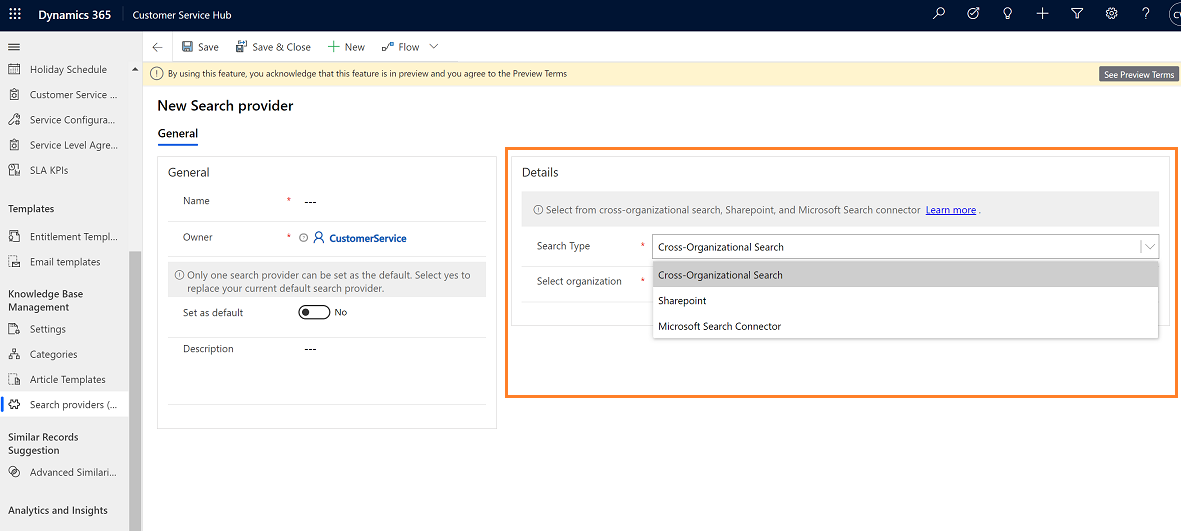 Dynamics 365
Customer Service Hub
Save
Save & Close
New
Flow
By using this feature, you acknowledge that this feature is in preview and you agree to the Preview Terms
See Preview Terms
Holiday Schedule
Customer Service ...
Service Configura...
Service Level Agre...
SLA KPIs
Templates
Entitlement Templ...
Email templates
Knowledge Base
Management
Settings
Categories
Article Templates
Search providers (...
Similar Records
Suggestion
Advanced Similari...
Analytics and Insights
New Search provider
General
General
Name * ---
Owner * CustomerService
Only one search provider can be set as the default. Select yes to
replace your current default search provider.
Set as default No
Description ---
Details
Select from cross-organizational search, Sharepoint, and Microsoft Search connector Learn more .
Search Type * Cross-Organizational Search
Select organization *
Cross-Organizational Search
Sharepoint
Microsoft Search Connector